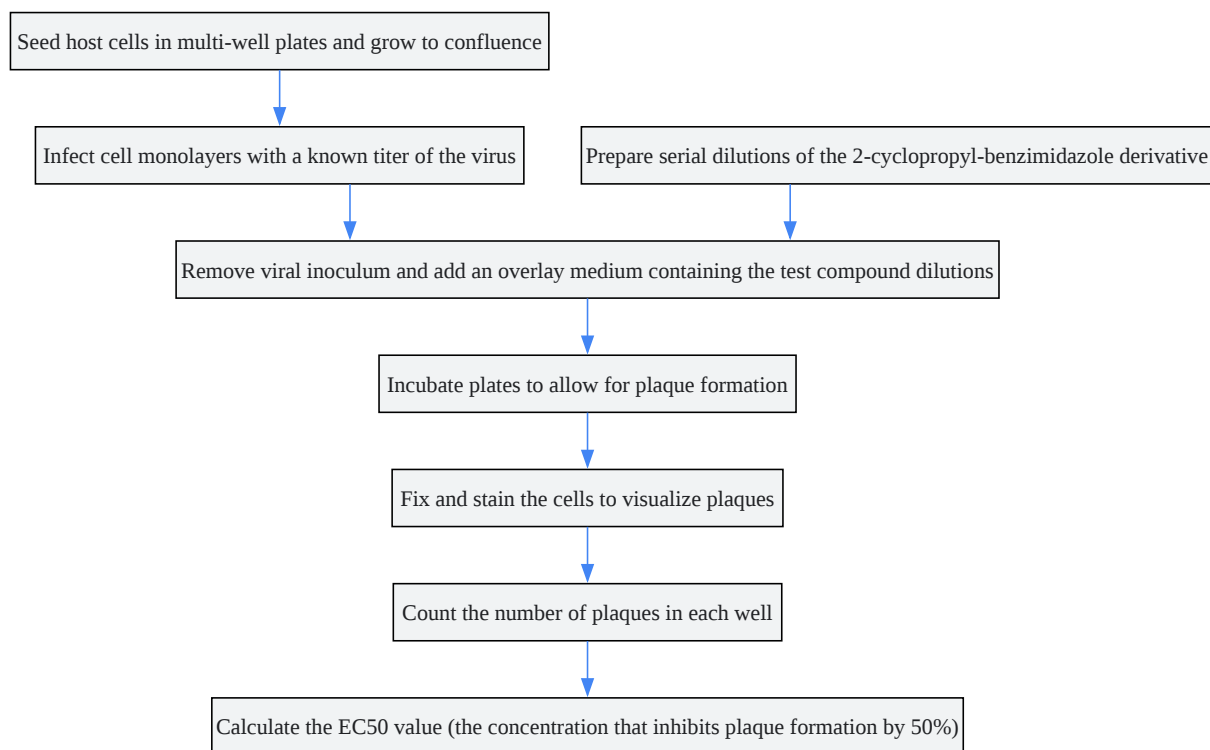 Seed host cells in multi-well plates and grow to confluence
Infect cell monolayers with a known titer of the virus
Prepare serial dilutions of the 2-cyclopropyl-benzimidazole derivative
Remove viral inoculum and add an overlay medium containing the test compound dilutions
Incubate plates to allow for plaque formation
Fix and stain the cells to visualize plaques
Count the number of plaques in each well
Calculate the EC50 value (the concentration that inhibits plaque formation by 50%)